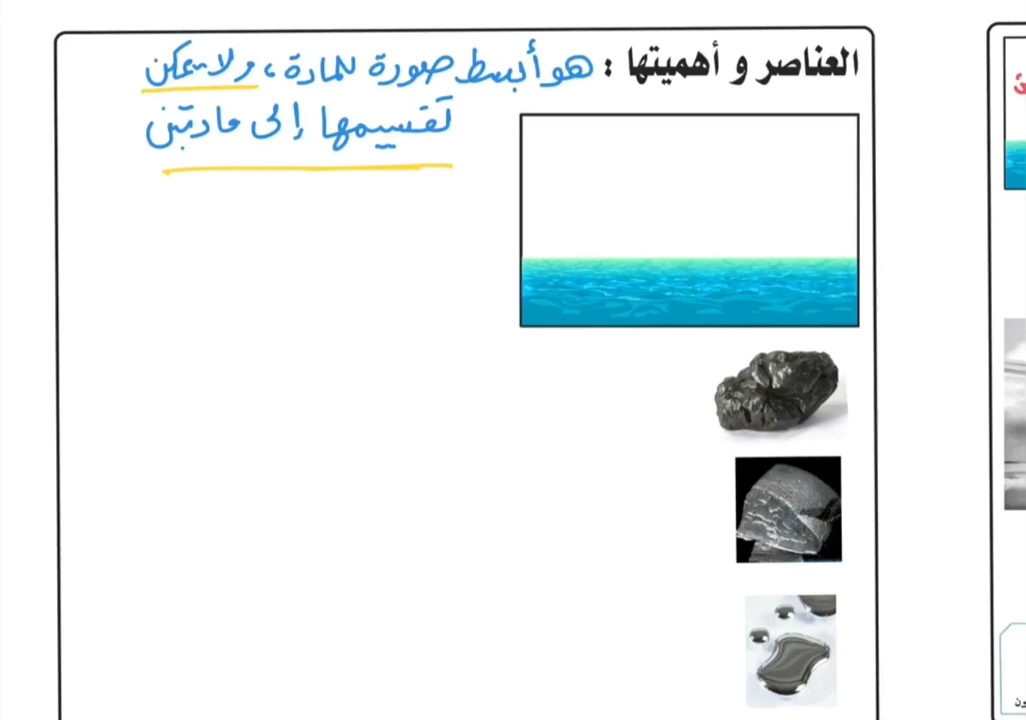 العناصر و أهميتها : هو أبسط صورة للمادة ، ولا يمكن
تقسيمها إلى مادتين